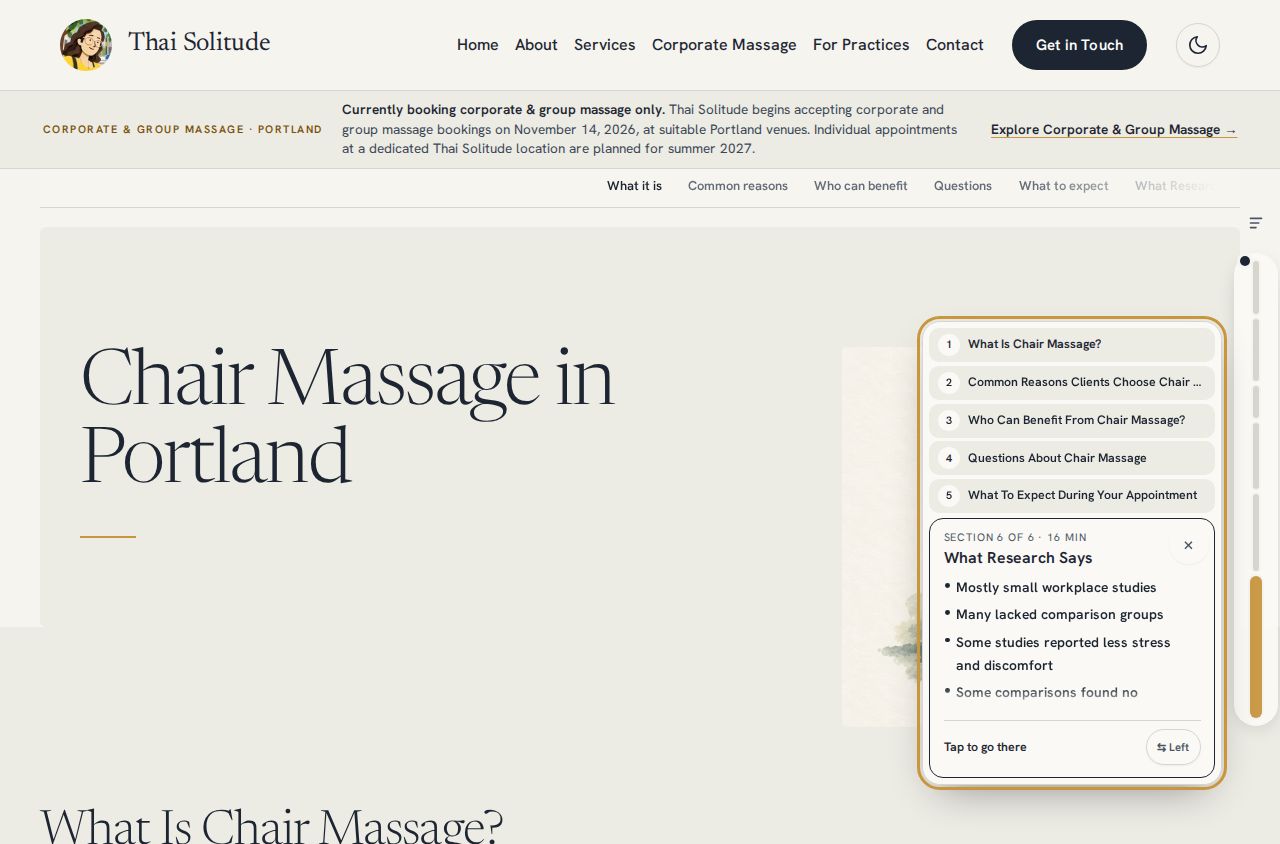 Thai Solitude
Home About Services Corporate Massage For Practices Contact Get in Touch
CORPORATE & GROUP MASSAGE · PORTLAND
Currently booking corporate & group massage only. Thai Solitude begins accepting corporate and
group massage bookings on November 14, 2026, at suitable Portland venues. Individual appointments
at a dedicated Thai Solitude location are planned for summer 2027.
Explore Corporate & Group Massage →
What it is Common reasons Who can benefit Questions What to expect What Resear
Chair Massage in
Portland
1 What Is Chair Massage?
2 Common Reasons Clients Choose Chair ...
3 Who Can Benefit From Chair Massage?
4 Questions About Chair Massage
5 What To Expect During Your Appointment
SECTION 6 OF 6 · 16 MIN
What Research Says
• Mostly small workplace studies
• Many lacked comparison groups
• Some studies reported less stress
and discomfort
• Some comparisons found no
Tap to go there
⇆ Left
What Is Chair Massage?